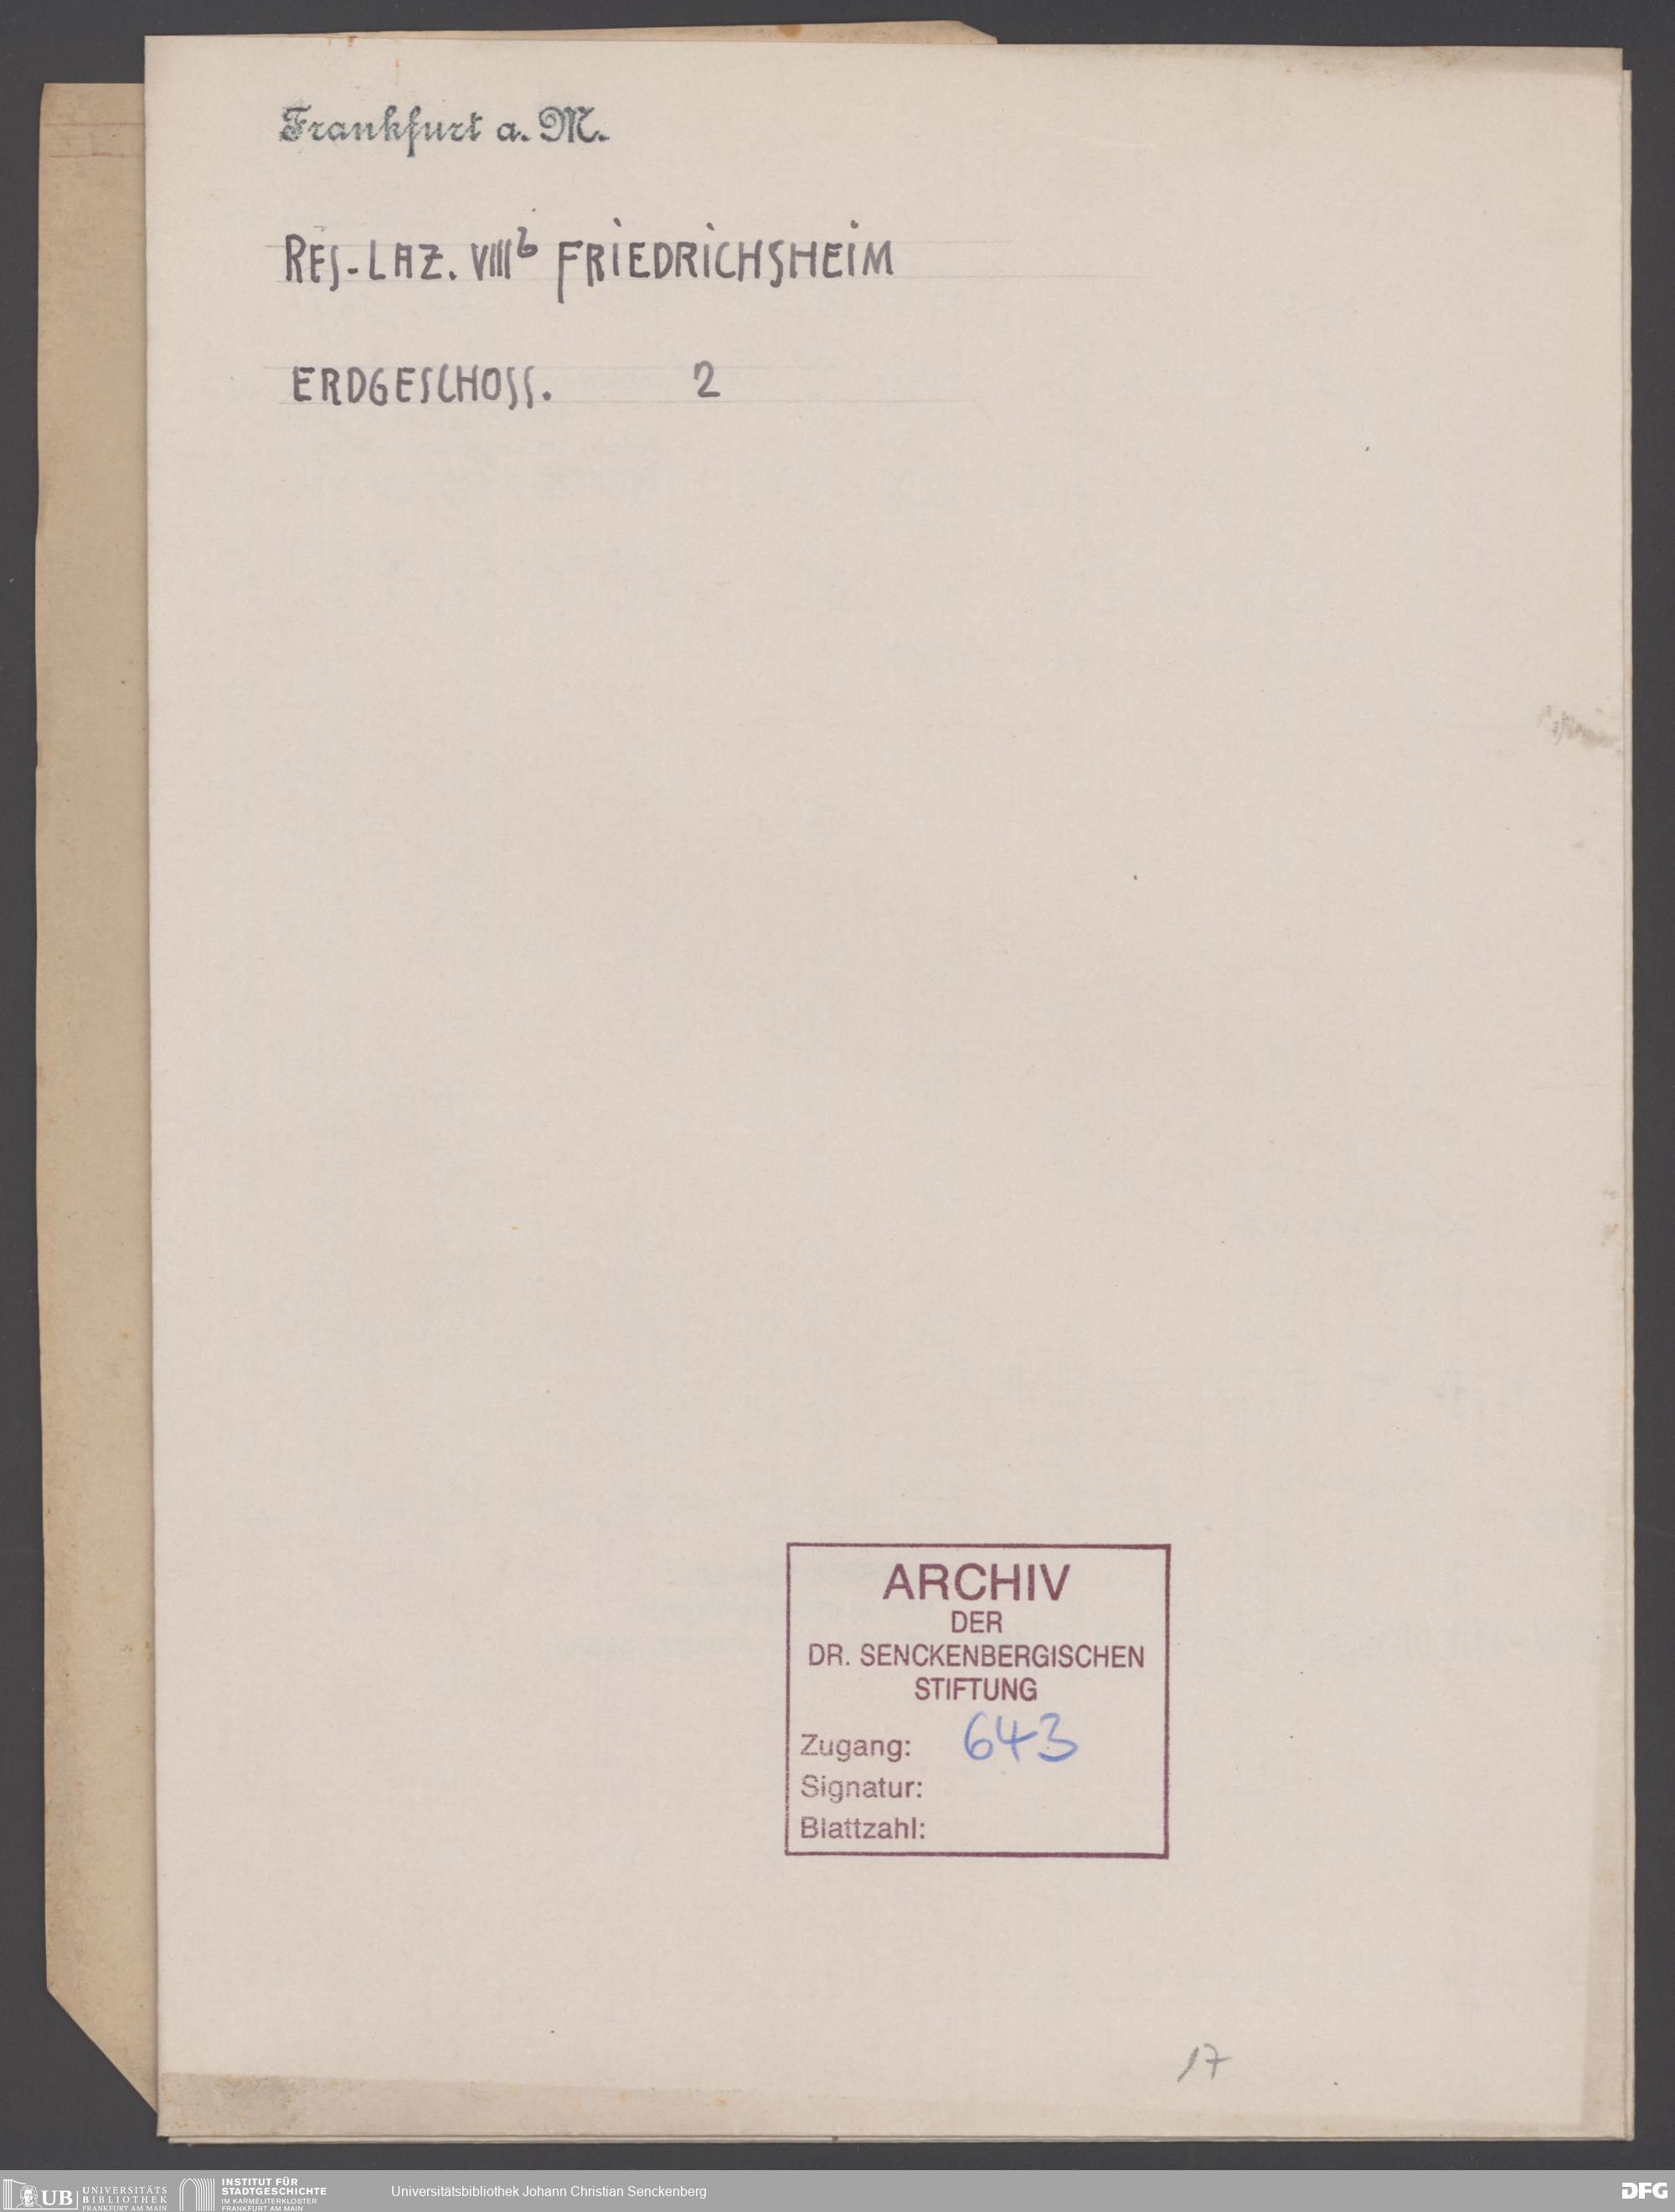 Frankfurt a. M.
RES-LAZ. VIII b FRIEDRICHSHEIM
ERDGESCHOSS. 2
ARCHIV
DER
DR. SENCKENBERGISCHEN
STIFTUNG
Zugang: 643
Signatur:
Blattzahl:
17
UB UNIVERSITÄTS
BIBLIOTHEK
FRANKFURT AM MAIN
INSTITUT FÜR
STADTGESCHICHTE
IM KARMELITERKLOSTER
FRANKFURT AM MAIN
Universitätsbibliothek Johann Christian Senckenberg
DFG